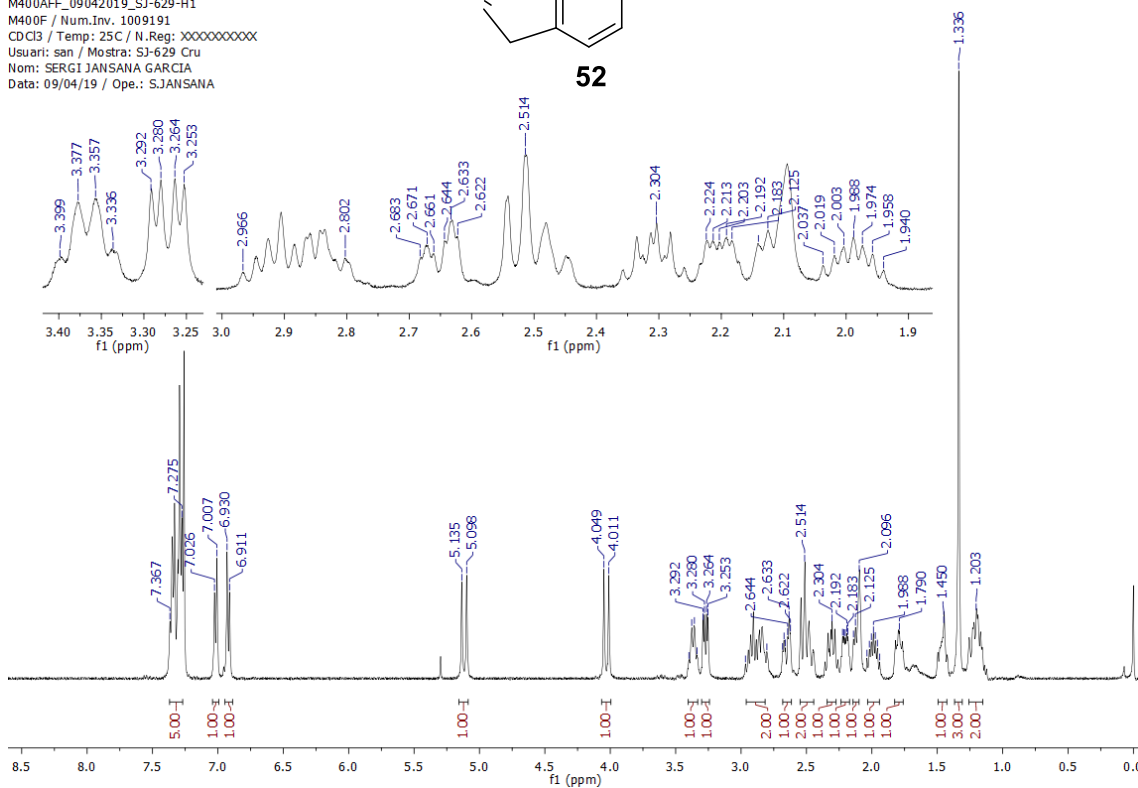 M400AFF_09042019_SJ-629-H1
M400F / Num.Inv. 1009191
CDCl3 / Temp: 25C / N.Reg: XXXXXXXXXX
Usuari: san / Mostra: SJ-629 Cru
Nom: SERGI JANSANA GARCIA
Data: 09/04/19 / Ope.: S.JANSANA
52
1.336
3.399 3.377 3.357 3.336 3.292 3.280 3.264 3.253
2.966 2.802 2.683 2.671 2.661 2.644 2.633 2.622 2.514 2.304 2.224 2.213 2.203 2.192 2.183 2.125 2.037 2.019 2.003 1.988 1.974 1.958 1.940
3.40 3.35 3.30 3.25
f1 (ppm)
3.0 2.9 2.8 2.7 2.6 2.5 2.4 2.3 2.2 2.1 2.0 1.9
f1 (ppm)
7.367 7.275 7.026 7.007 6.930 6.911 5.135 5.098 4.049 4.011 3.292 3.280 3.264 3.253 2.644 2.633 2.622 2.514 2.304 2.192 2.183 2.125 2.096 1.988 1.790 1.450 1.203
5.00 1.00 1.00 1.00 1.00 1.00 1.00 2.00 1.00 2.00 1.00 1.00 1.00 1.00 1.00 1.00 3.00 2.00
8.5 8.0 7.5 7.0 6.5 6.0 5.5 5.0 4.5 4.0 3.5 3.0 2.5 2.0 1.5 1.0 0.5
f1 (ppm)